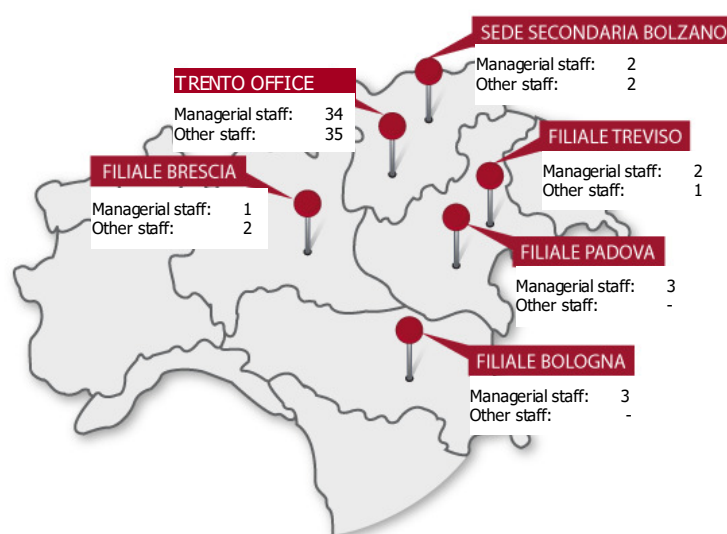 SEDE SECONDARIA BOLZANO
Managerial staff: 2
Other staff: 2
TRENTO OFFICE
Managerial staff: 34
Other staff: 35
FILIALE TREVISO
Managerial staff: 2
Other staff: 1
FILIALE BRESCIA
Managerial staff: 1
Other staff: 2
FILIALE PADOVA
Managerial staff: 3
Other staff: -
FILIALE BOLOGNA
Managerial staff: 3
Other staff: -